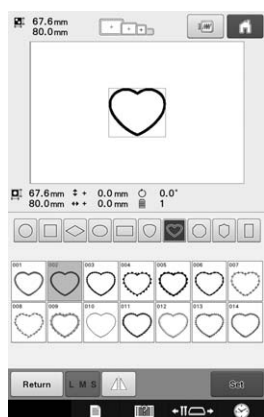 67.6mm
80.0mm
67.6mm + 0.0mm 0.0°
80.0mm + 0.0mm 1
001 002 003 004 005 006 007
008 009 010 011 012 013 014
Return L M S Set